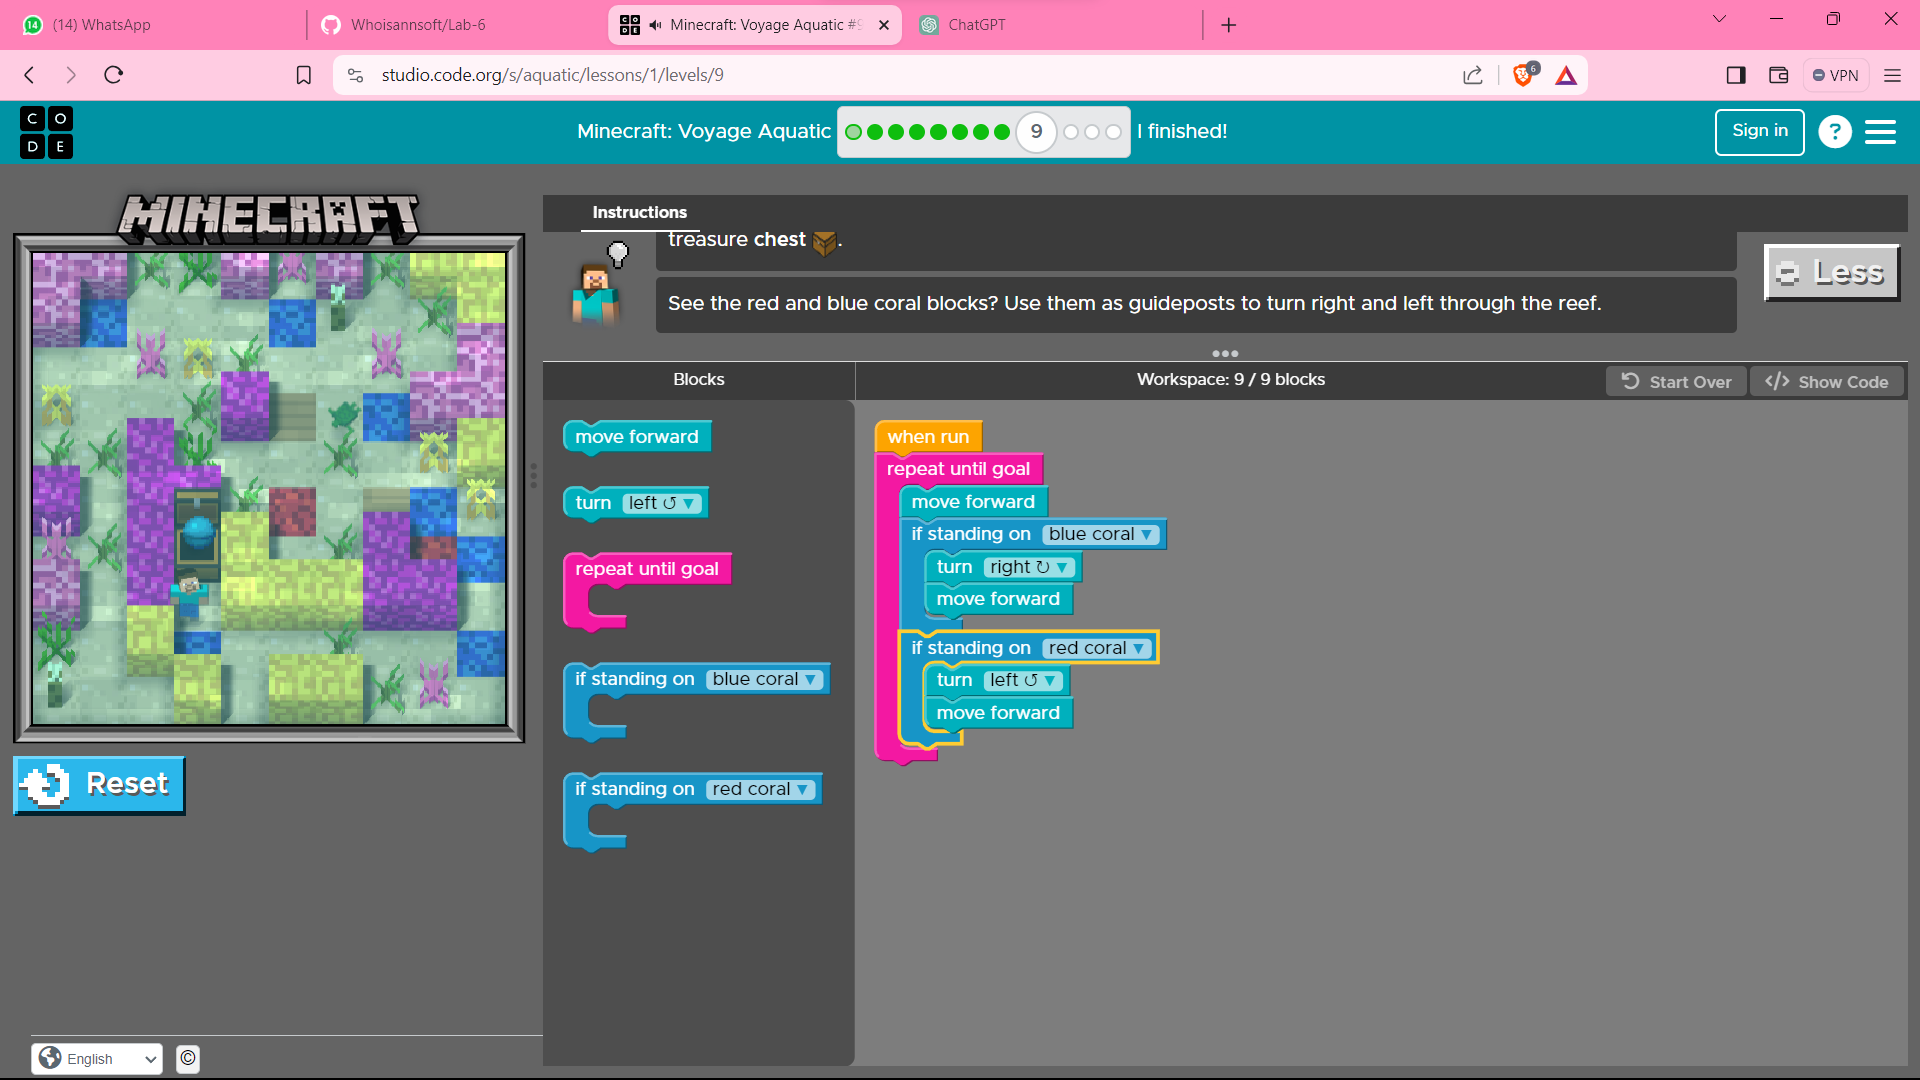 14
(14) WhatsApp
Whoisannsoft/Lab-6
CO
DE
Minecraft: Voyage Aquatic #9
ChatGPT
studio.code.org/s/aquatic/lessons/1/levels/9
6
VPN
C O
D E
Minecraft: Voyage Aquatic
9
I finished!
Sign in
?
MINECRAFT
Instructions
treasure chest .
See the red and blue coral blocks? Use them as guideposts to turn right and left through the reef.
Less
Blocks
Workspace: 9 / 9 blocks
Start Over
</> Show Code
move forward
turn left ↺ ▼
repeat until goal
if standing on blue coral ▼
if standing on red coral ▼
when run
repeat until goal
move forward
if standing on blue coral ▼
turn right ↻ ▼
move forward
if standing on red coral ▼
turn left ↺ ▼
move forward
Reset
English
©